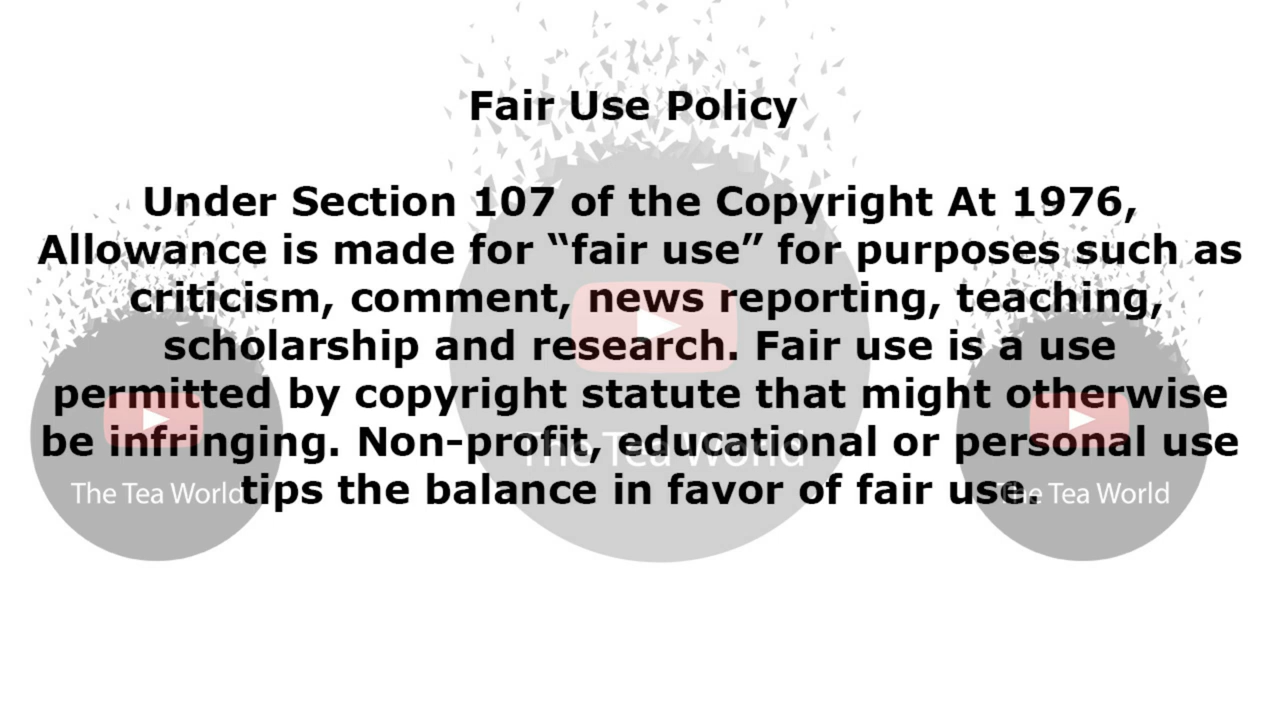 Fair Use Policy
Under Section 107 of the Copyright At 1976,
Allowance is made for “fair use” for purposes such as
criticism, comment, news reporting, teaching,
scholarship and research. Fair use is a use
permitted by copyright statute that might otherwise
be infringing. Non-profit, educational or personal use
tips the balance in favor of fair use.
The Tea World
The Tea World
The Tea World